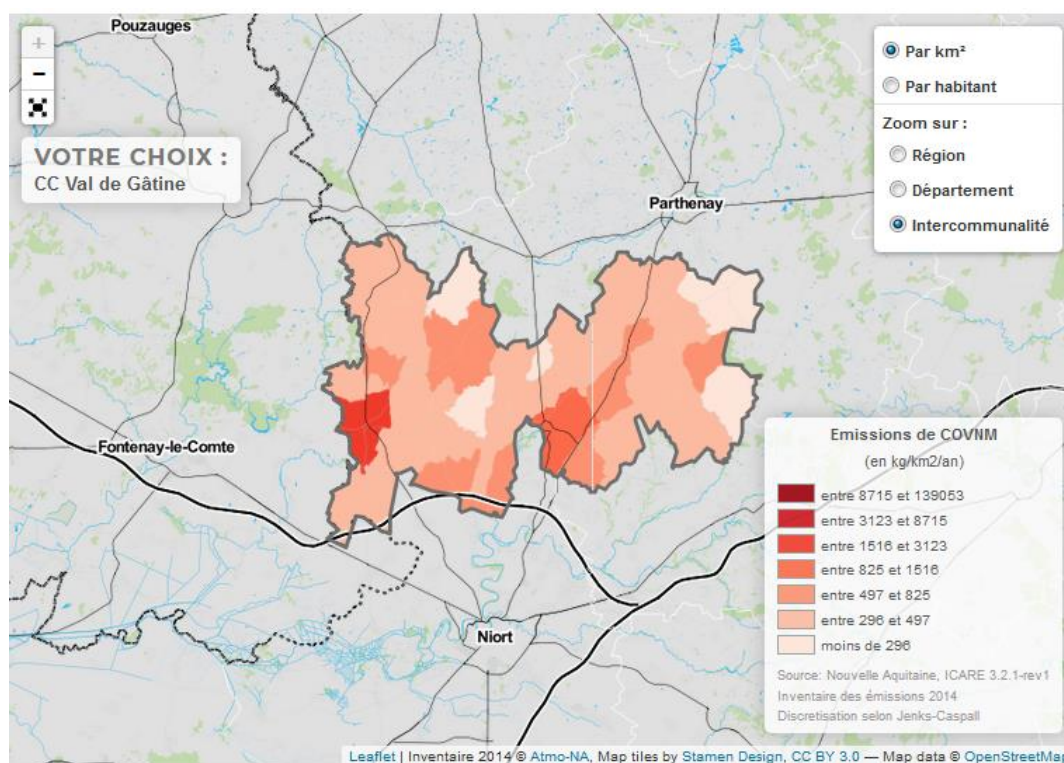 Pouzauges
+
−
VOTRE CHOIX :
CC Val de Gâtine
Par km²
Par habitant
Zoom sur :
Région
Département
Intercommunalité
Parthenay
Fontenay-le-Comte
Niort
Emissions de COVNM
(en kg/km2/an)
entre 8715 et 139053
entre 3123 et 8715
entre 1516 et 3123
entre 825 et 1516
entre 497 et 825
entre 296 et 497
moins de 296
Source: Nouvelle Aquitaine, ICARE 3.2.1-rev1
Inventaire des émissions 2014
Discretisation selon Jenks-Caspall
Leaflet | Inventaire 2014 © Atmo-NA, Map tiles by Stamen Design, CC BY 3.0 — Map data © OpenStreetMap